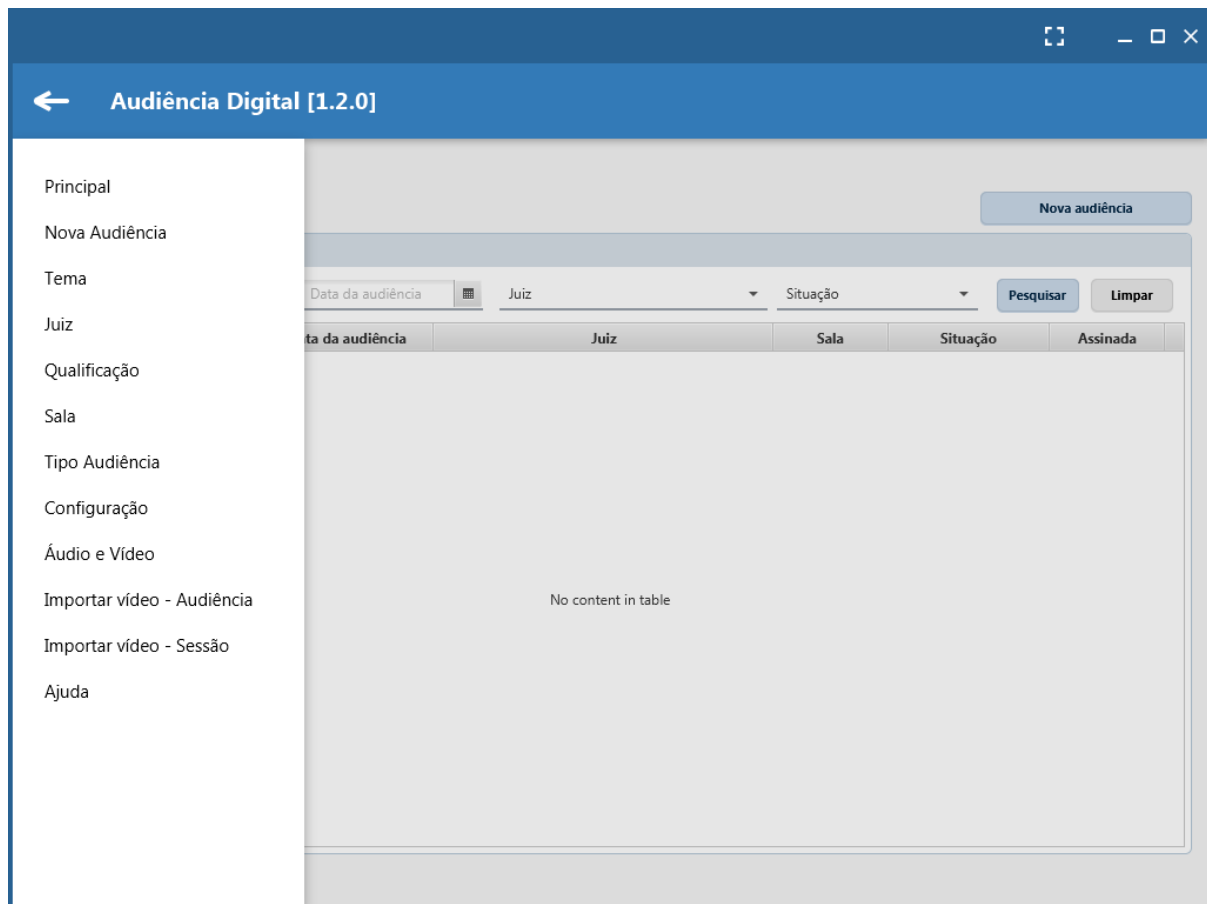 Audiência Digital [1.2.0]
Principal
Nova Audiência
Tema
Juiz
Qualificação
Sala
Tipo Audiência
Configuração
Áudio e Vídeo
Importar vídeo - Audiência
Importar vídeo - Sessão
Ajuda
Nova audiência
Data da audiência Juiz Situação Pesquisar Limpar
ta da audiência Juiz Sala Situação Assinada
No content in table